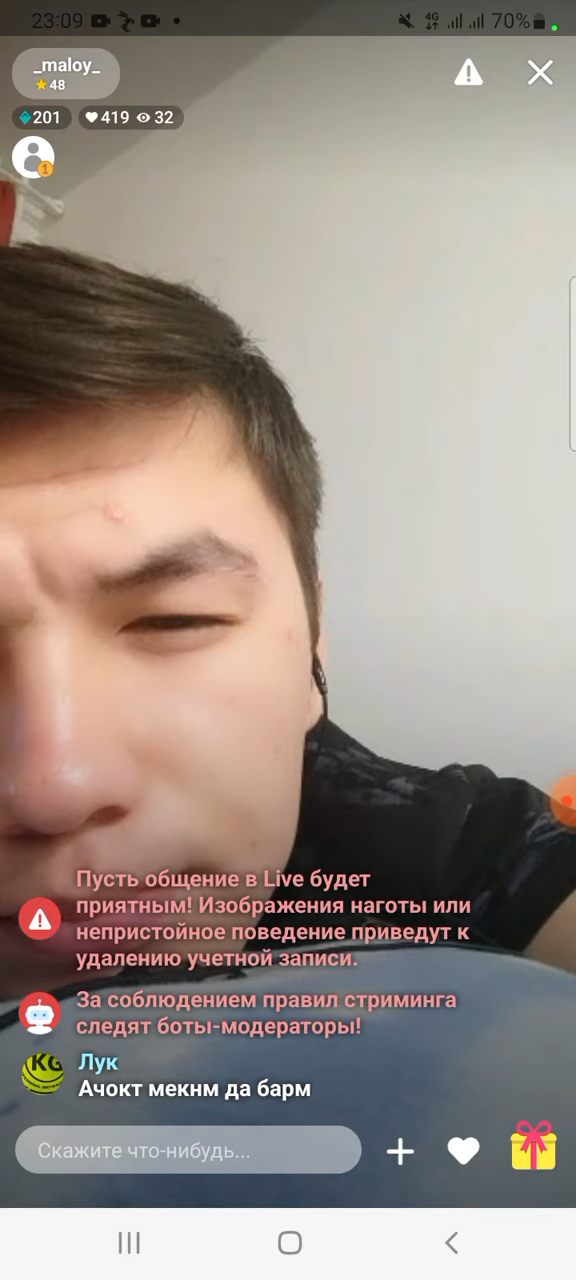 23:09
4G
70%
_maloy_
48
201
419
32
1
Пусть общение в Live будет
приятным! Изображения наготы или
непристойное поведение приведут к
удалению учетной записи.
За соблюдением правил стриминга
следят боты-модераторы!
KG
Лук
Ачокт мекнм да барм
Скажите что-нибудь...